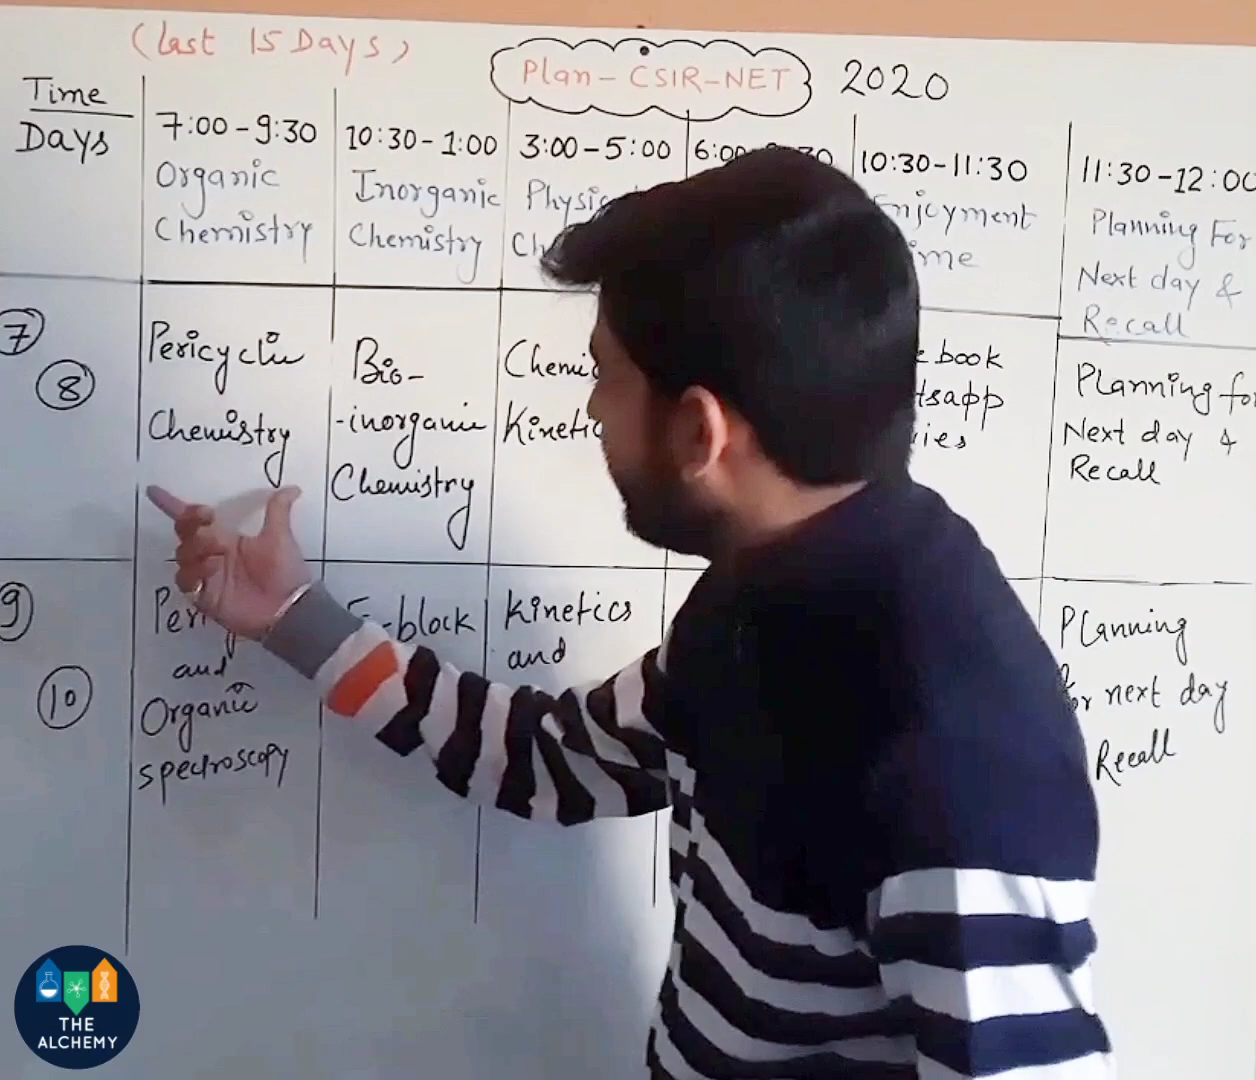 (last 15 Days)
Plan-CSIR-NET 2020
Time
Days
7:00-9:30
Organic
Chemistry
10:30-1:00
Inorganic
Chemistry
3:00-5:00
10:30-11:30
Enjoyment
11:30-12:00
Planning For
Next day &
Recall
7
8
Pericyclic
Chemistry
Bio-
-inorganic
Chemistry
book
Planning for
Next day &
Recall
9
10
and
Organic
spectroscopy
-block
Kinetics
and
Planning
for next day
Recall
THE
ALCHEMY